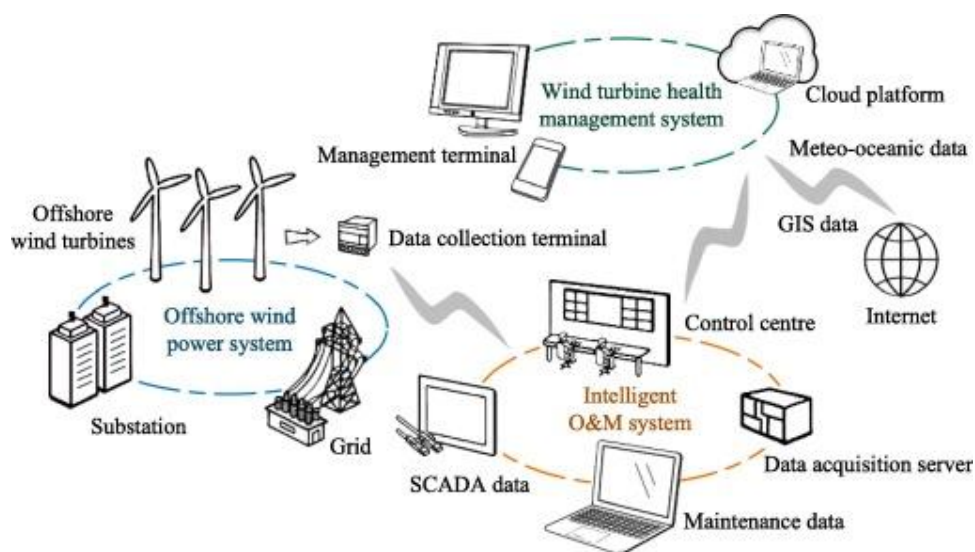 Wind turbine health
management system
Cloud platform
Management terminal
Meteo-oceanic data
Offshore
wind turbines
Data collection terminal
GIS data
Internet
Offshore wind
power system
Control centre
Substation
Grid
Intelligent
O&M system
SCADA data
Data acquisition server
Maintenance data